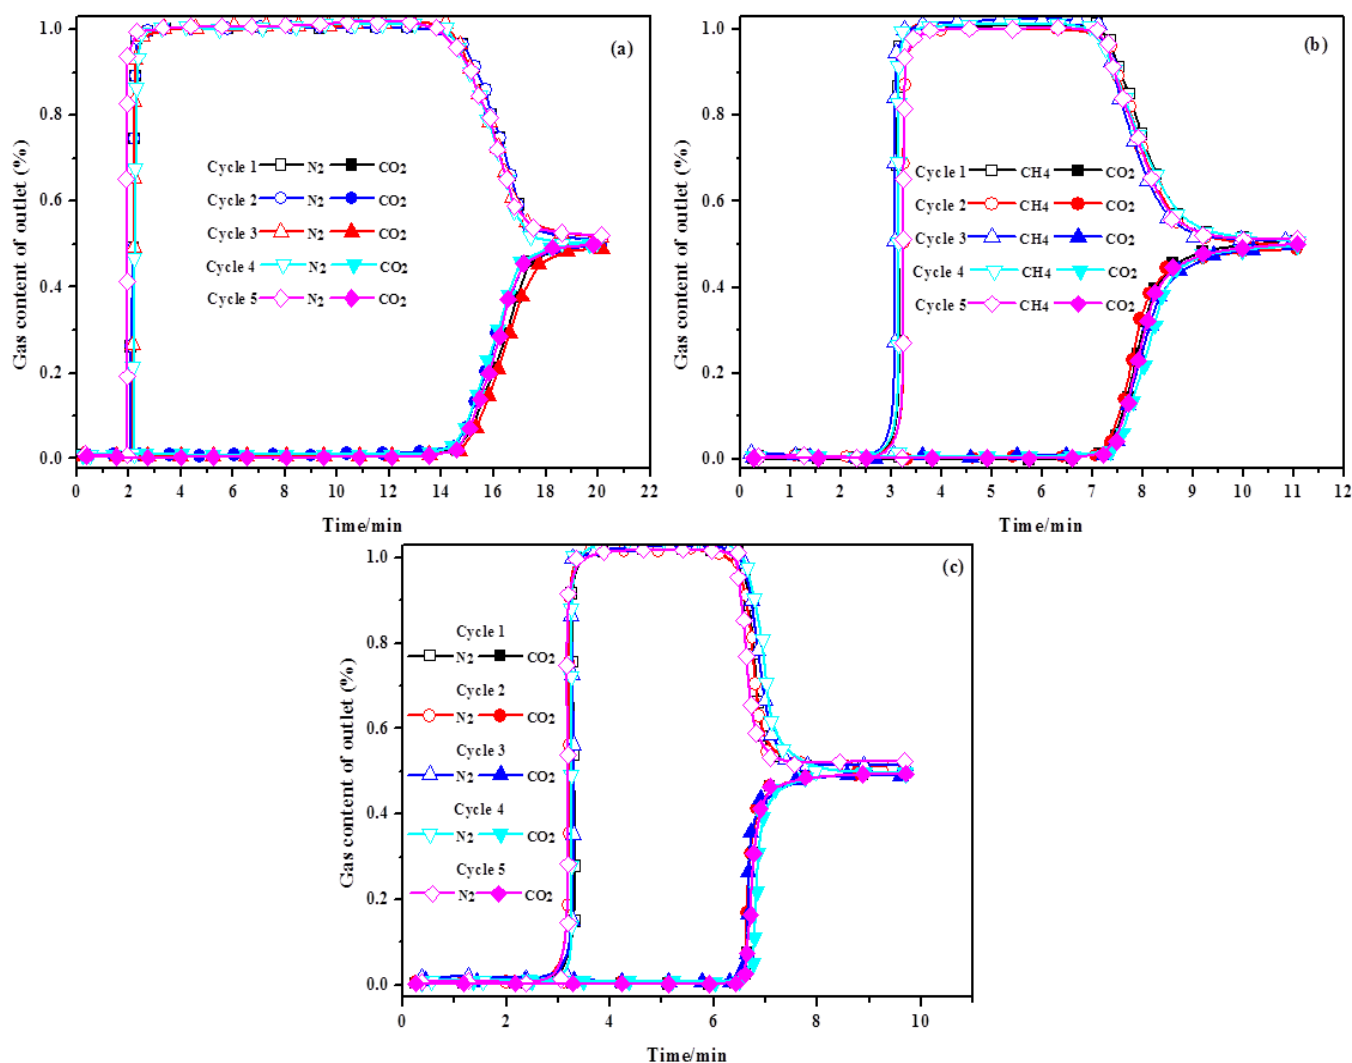 (a)
Gas content of outlet (%)
1.0
0.8
0.6
0.4
0.2
0.0
Cycle 1 N2 CO2
Cycle 2 N2 CO2
Cycle 3 N2 CO2
Cycle 4 N2 CO2
Cycle 5 N2 CO2
0 2 4 6 8 10 12 14 16 18 20 22
Time/min
(b)
Gas content of outlet (%)
1.0
0.8
0.6
0.4
0.2
0.0
Cycle 1 CH4 CO2
Cycle 2 CH4 CO2
Cycle 3 CH4 CO2
Cycle 4 CH4 CO2
Cycle 5 CH4 CO2
0 1 2 3 4 5 6 7 8 9 10 11 12
Time/min
(c)
Gas content of outlet (%)
1.0
0.8
0.6
0.4
0.2
0.0
Cycle 1
N2 CO2
Cycle 2
N2 CO2
Cycle 3
N2 CO2
Cycle 4
N2 CO2
Cycle 5
N2 CO2
0 2 4 6 8 10
Time/min